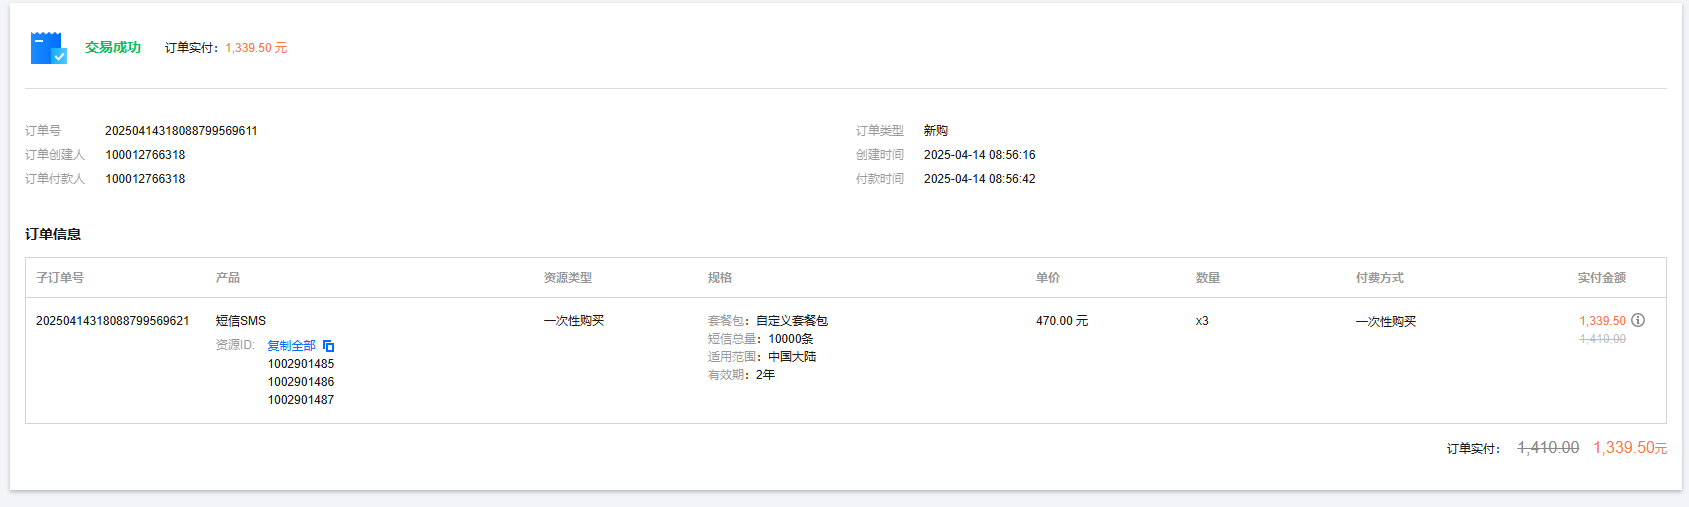 交易成功 订单实付：1,339.50 元
订单号 20250414318088799569611 订单类型 新购
订单创建人 100012766318 创建时间 2025-04-14 08:56:16
订单付款人 100012766318 付款时间 2025-04-14 08:56:42
订单信息
子订单号 产品 资源类型 规格 单价 数量 付费方式 实付金额
20250414318088799569621 短信SMS 一次性购买 套餐包：自定义套餐包 470.00 元 x3 一次性购买 1,339.50
短信总量：10000条 1,410.00
资源ID: 复制全部
适用范围：中国大陆
1002901485
有效期：2年
1002901486
1002901487
订单实付： 1,410.00 1,339.50元